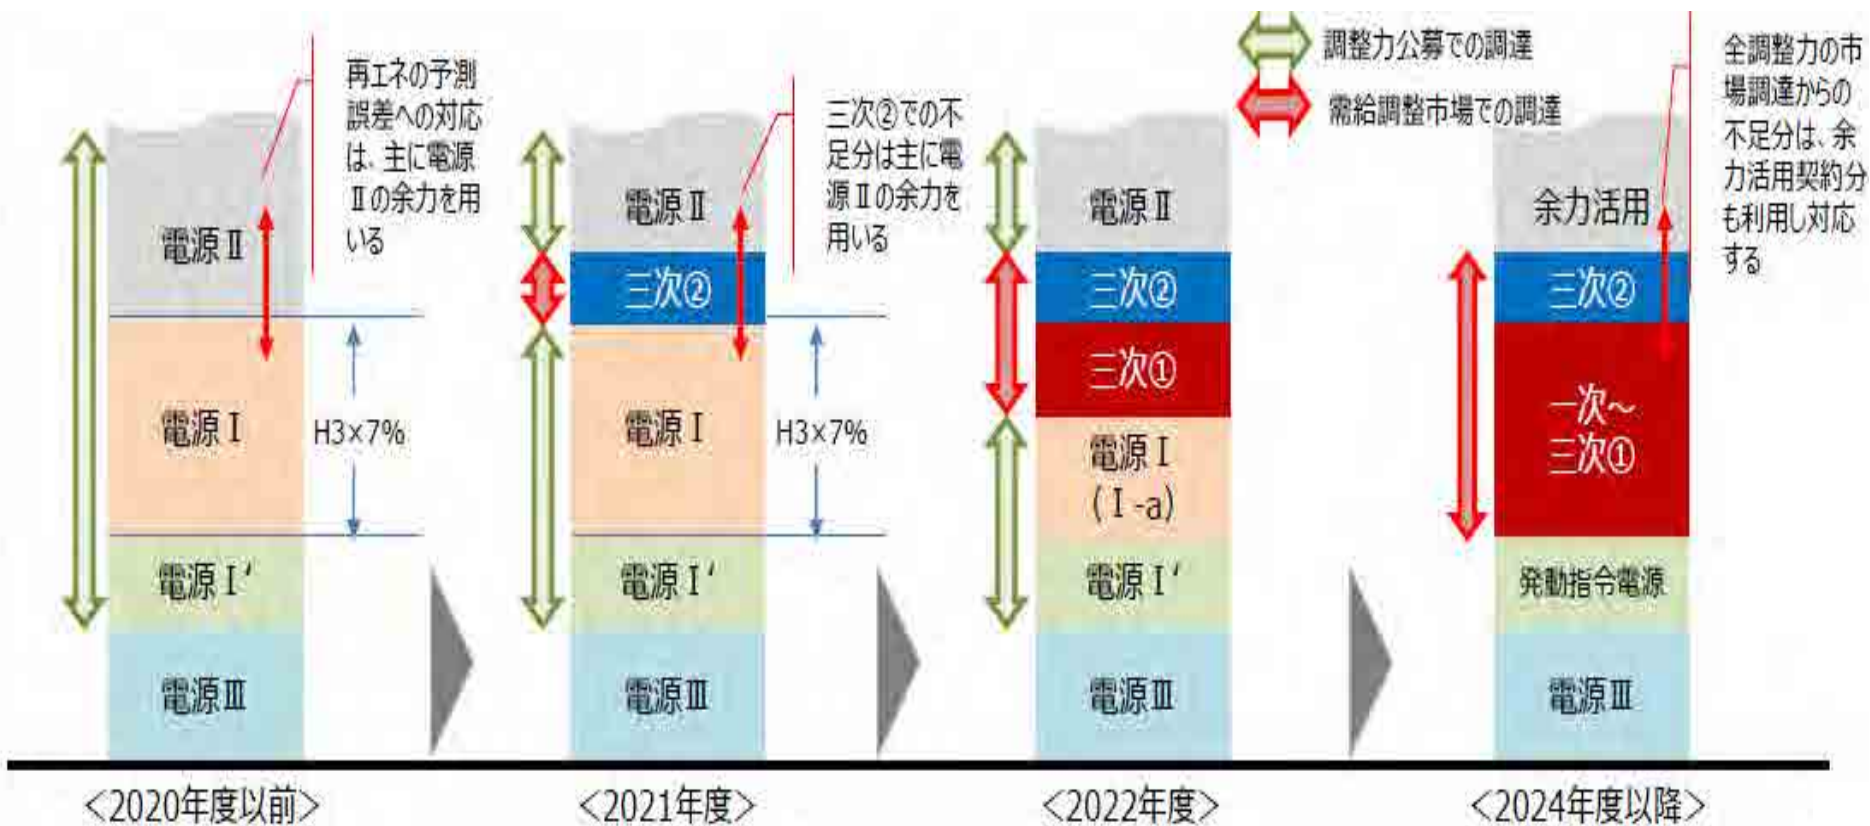 調整力公募での調達
需給調整市場での調達
再エネの予測
誤差への対応
は、主に電源
Ⅱの余力を用
いる
電源Ⅱ
電源Ⅰ
H3×7%
電源Ⅰ'
電源Ⅲ
<2020年度以前>
三次②での不
足分は主に電
源Ⅱの余力を
用いる
電源Ⅱ
三次②
電源Ⅰ
H3×7%
電源Ⅰ'
電源Ⅲ
<2021年度>
電源Ⅱ
三次②
三次①
電源Ⅰ
(Ⅰ-a)
電源Ⅰ'
電源Ⅲ
<2022年度>
全調整力の市
場調達からの
不足分は、余
力活用契約分
も利用し対応
する
余力活用
三次②
一次~
三次①
発動指令電源
電源Ⅲ
<2024年度以降>